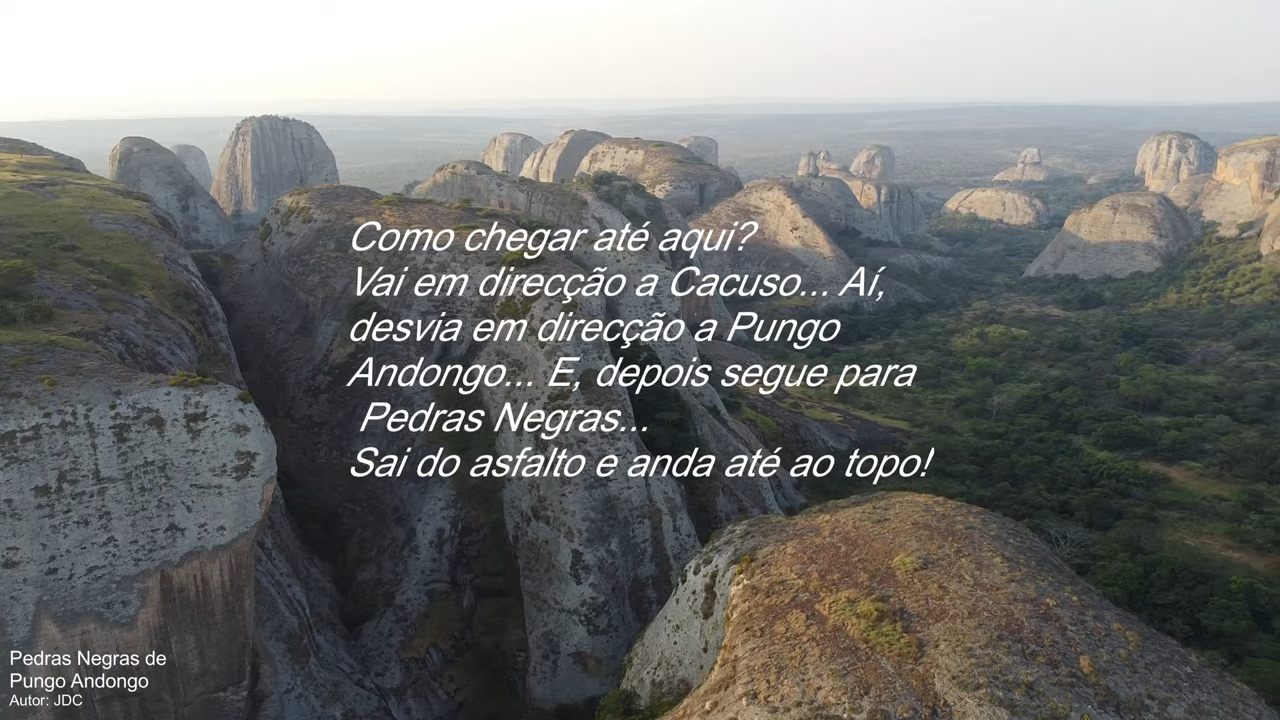 Como chegar até aqui?
Vai em direcção a Cacuso... Aí,
desvia em direcção a Pungo
Andongo... E, depois segue para
Pedras Negras...
Sai do asfalto e anda até ao topo!
Pedras Negras de
Pungo Andongo
Autor: JDC